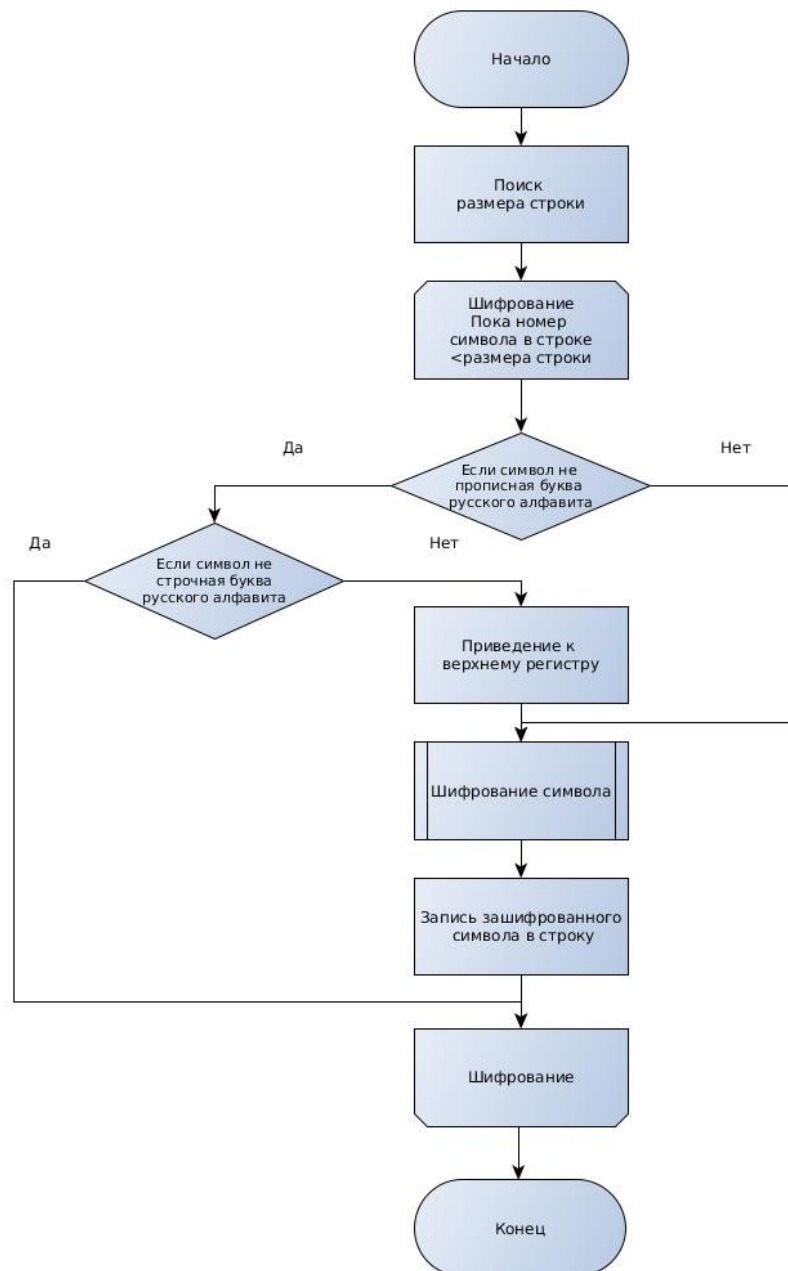 Начало
Поиск
размера строки
Шифрование
Пока номер
символа в строке
<размера строки
Да
Нет
Если символ не
прописная буква
русского алфавита
Да
Нет
Если символ не
строчная буква
русского алфавита
Приведение к
верхнему регистру
Шифрование символа
Запись зашифрованного
символа в строку
Шифрование
Конец